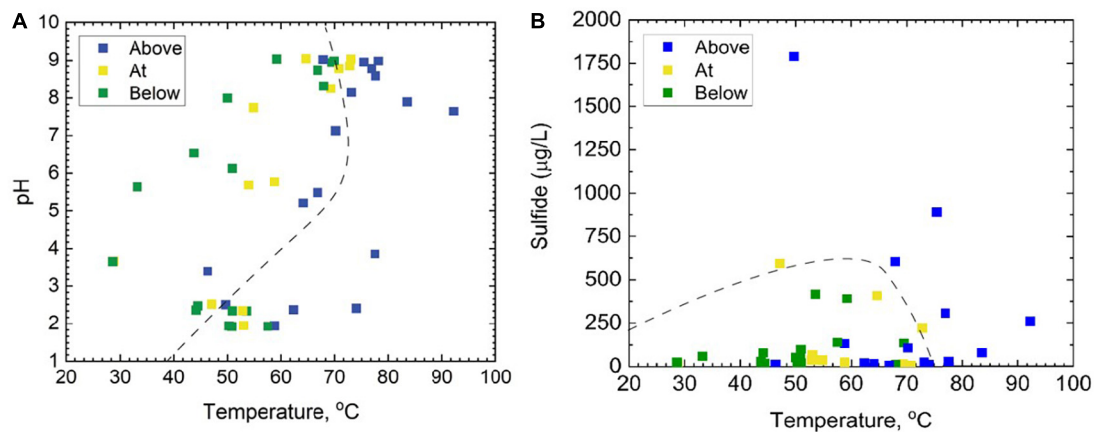 A
10
9
8
7
6
5
4
3
2
1
pH
Above
At
Below
20 30 40 50 60 70 80 90 100
Temperature, °C
B
2000
1750
1500
1250
1000
750
500
250
0
Sulfide (μg/L)
Above
At
Below
20 30 40 50 60 70 80 90 100
Temperature, °C